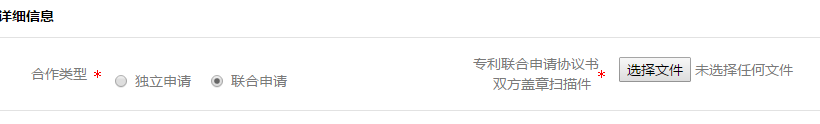 详细信息
合作类型 * 独立申请 联合申请
专利联合申请协议书
双方盖章扫描件 * 选择文件 未选择任何文件